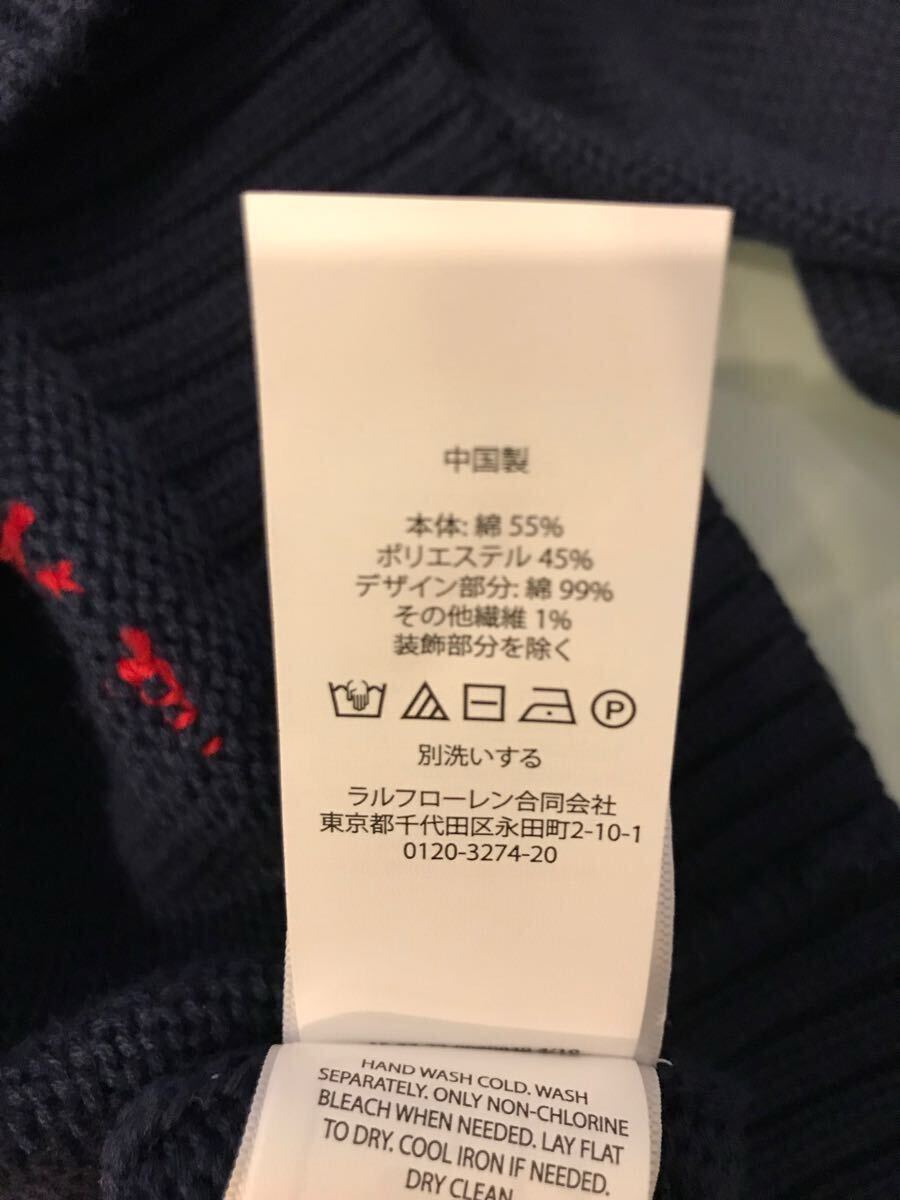 中国製
本体: 綿 55%
ポリエステル 45%
デザイン部分: 綿 99%
その他繊維 1%
装飾部分を除く
P
別洗いする
ラルフローレン合同会社
東京都千代田区永田町2-10-1
0120-3274-20
HAND WASH COLD. WASH
SEPARATELY. ONLY NON-CHLORINE
BLEACH WHEN NEEDED. LAY FLAT
TO DRY. COOL IRON IF NEEDED.
DRY CLEAN